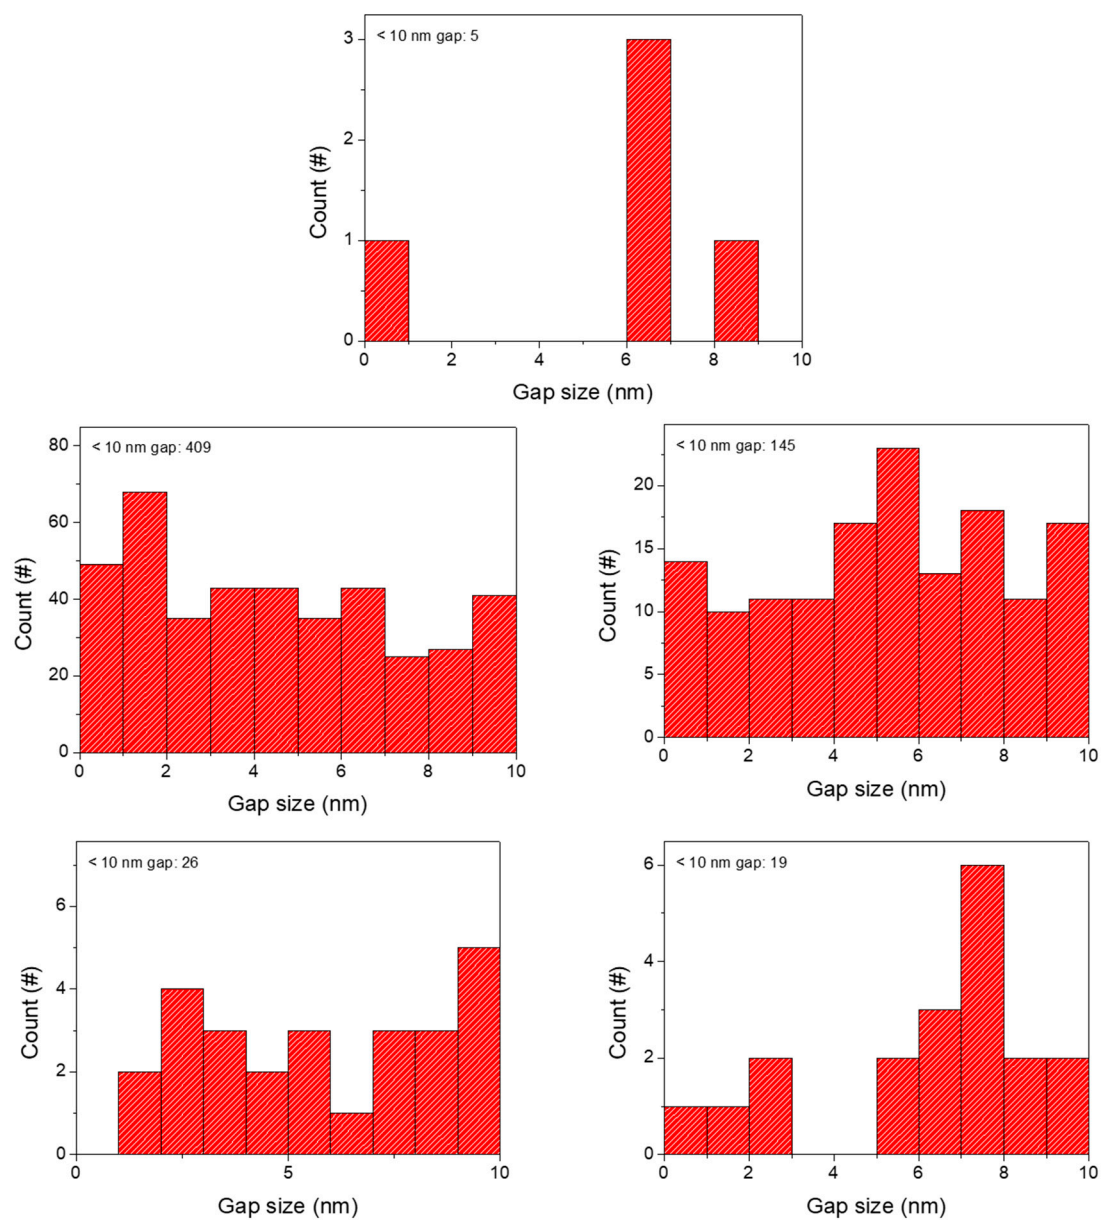 < 10 nm gap: 5
3
2
1
0
Count (#)
0 2 4 6 8 10
Gap size (nm)
< 10 nm gap: 409
80
60
40
20
0
Count (#)
0 2 4 6 8 10
Gap size (nm)
< 10 nm gap: 145
20
15
10
5
0
Count (#)
0 2 4 6 8 10
Gap size (nm)
< 10 nm gap: 26
6
4
2
0
Count (#)
0 5 10
Gap size (nm)
< 10 nm gap: 19
6
4
2
0
Count (#)
0 2 4 6 8 10
Gap size (nm)